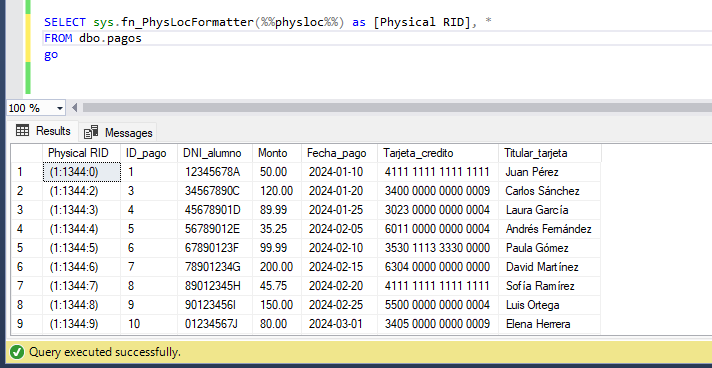 SELECT sys.fn_PhysLocFormatter(%%physloc%%) as [Physical RID], *
FROM dbo.pagos
go
100 %
Results Messages
Physical RID ID_pago DNI_alumno Monto Fecha_pago Tarjeta_credito Titular_tarjeta
1 (1:1344:0) 1 12345678A 50.00 2024-01-10 4111 1111 1111 1111 Juan Pérez
2 (1:1344:2) 3 34567890C 120.00 2024-01-20 3400 0000 0000 0009 Carlos Sánchez
3 (1:1344:3) 4 45678901D 89.99 2024-01-25 3023 0000 0000 0004 Laura García
4 (1:1344:4) 5 56789012E 35.25 2024-02-05 6011 0000 0000 0004 Andrés Fernández
5 (1:1344:5) 6 67890123F 99.99 2024-02-10 3530 1113 3330 0000 Paula Gómez
6 (1:1344:6) 7 78901234G 200.00 2024-02-15 6304 0000 0000 0000 David Martínez
7 (1:1344:7) 8 89012345H 45.75 2024-02-20 4111 1111 1111 1111 Sofía Ramírez
8 (1:1344:8) 9 90123456I 150.00 2024-02-25 5500 0000 0000 0004 Luis Ortega
9 (1:1344:9) 10 01234567J 80.00 2024-03-01 3405 0000 0000 0009 Elena Herrera
Query executed successfully.